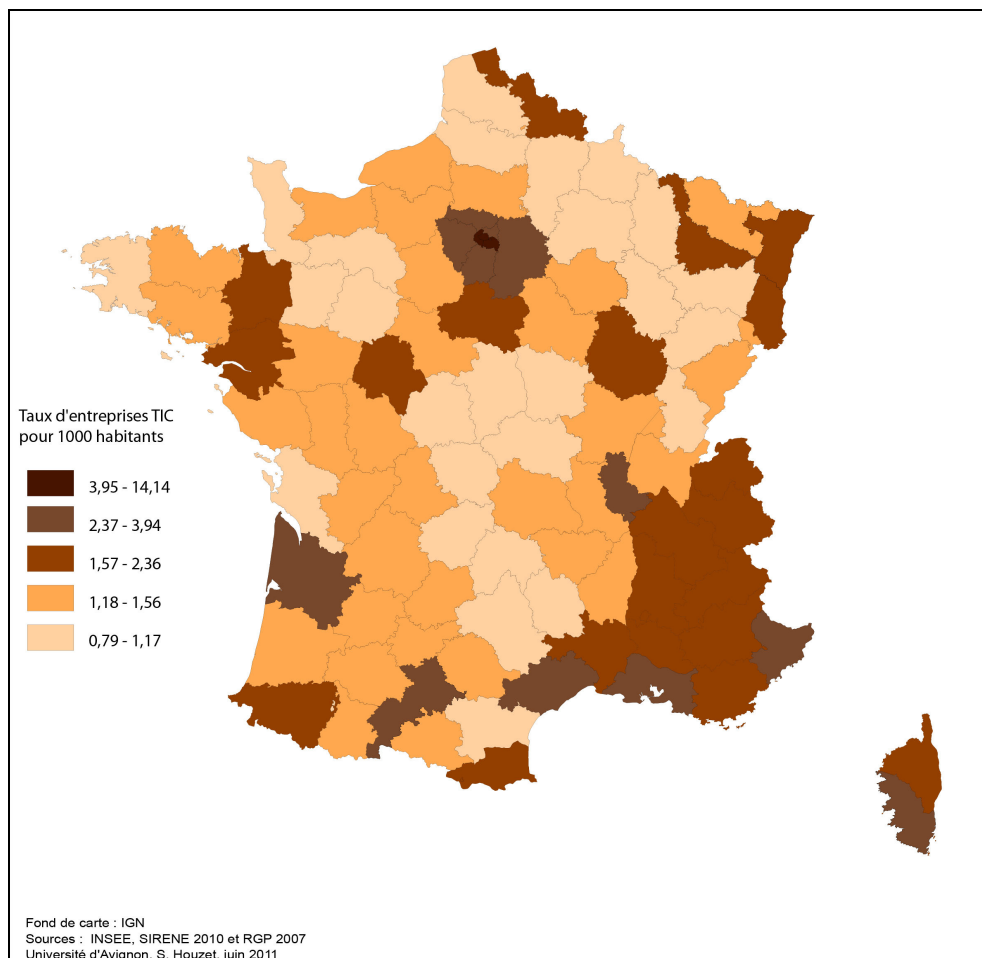 Taux d'entreprises TIC
pour 1000 habitants
3,95 - 14,14
2,37 - 3,94
1,57 - 2,36
1,18 - 1,56
0,79 - 1,17
Fond de carte : IGN
Sources : INSEE, SIRENE 2010 et RGP 2007
Université d'Avignon, S. Houzet, juin 2011